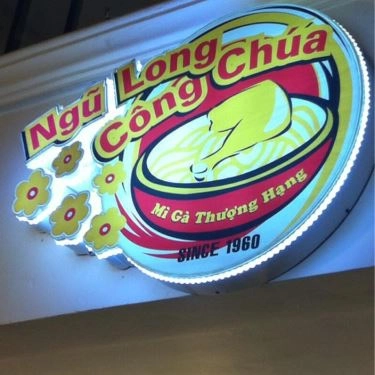 Ngũ Long
Công Chúa
Mì Gà Thượng Hạng
SINCE 1960